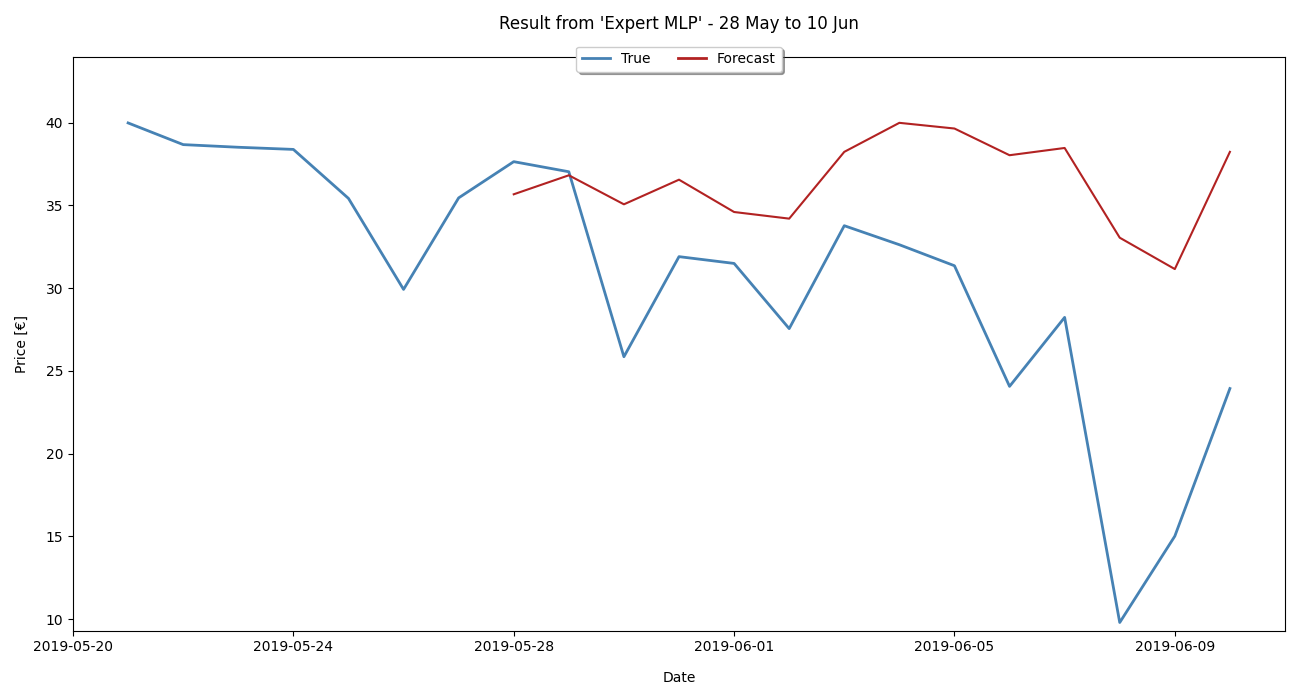 Result from 'Expert MLP' - 28 May to 10 Jun
True Forecast
40
35
30
25
20
15
10
Price [€]
2019-05-20 2019-05-24 2019-05-28 2019-06-01 2019-06-05 2019-06-09
Date